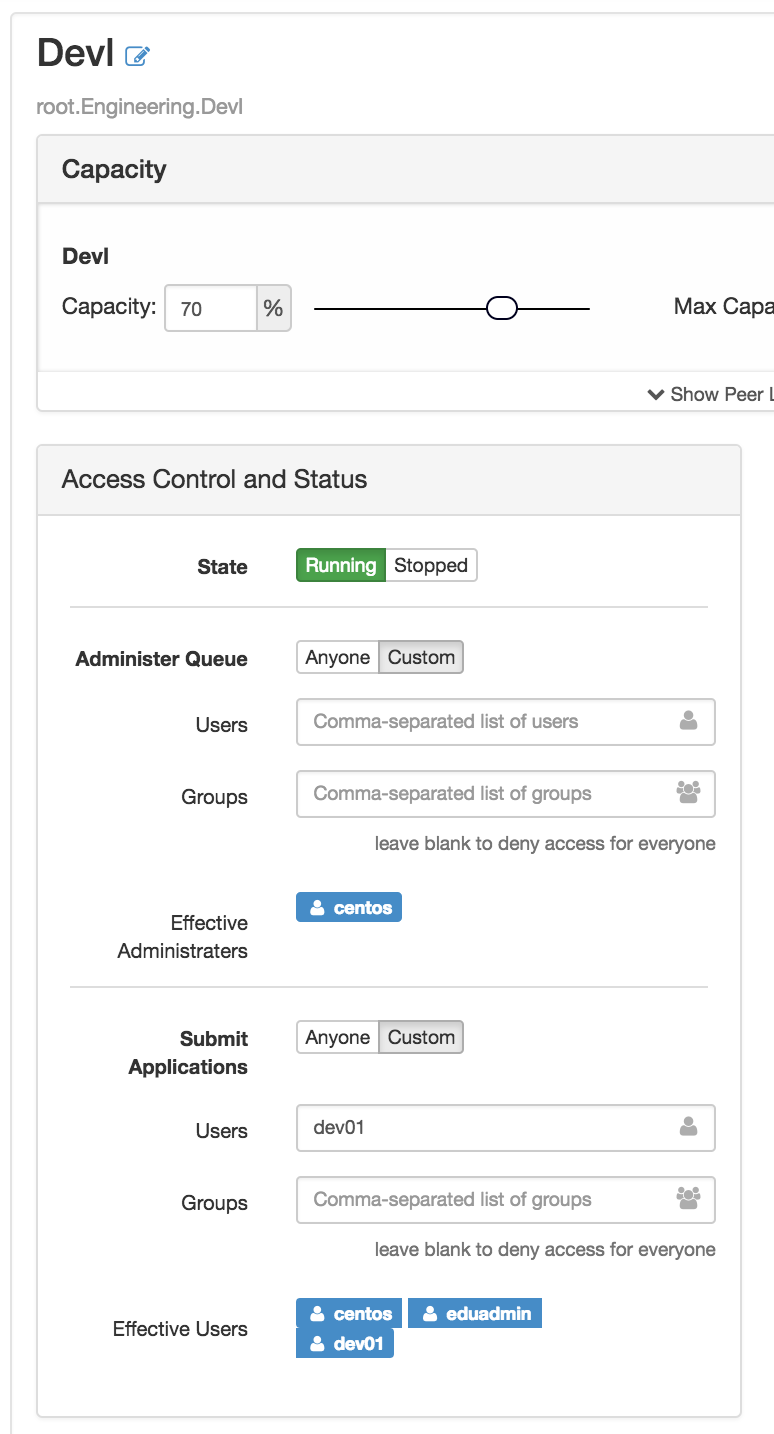 Devl
root.Engineering.Devl
Capacity
Devl
Capacity: 70 % Max Capa
Show Peer L
Access Control and Status
State Running Stopped
Administer Queue Anyone Custom
Users Comma-separated list of users
Groups Comma-separated list of groups
leave blank to deny access for everyone
centos
Effective
Administraters
Submit Anyone Custom
Applications
Users dev01
Groups Comma-separated list of groups
leave blank to deny access for everyone
centos eduadmin
Effective Users
dev01